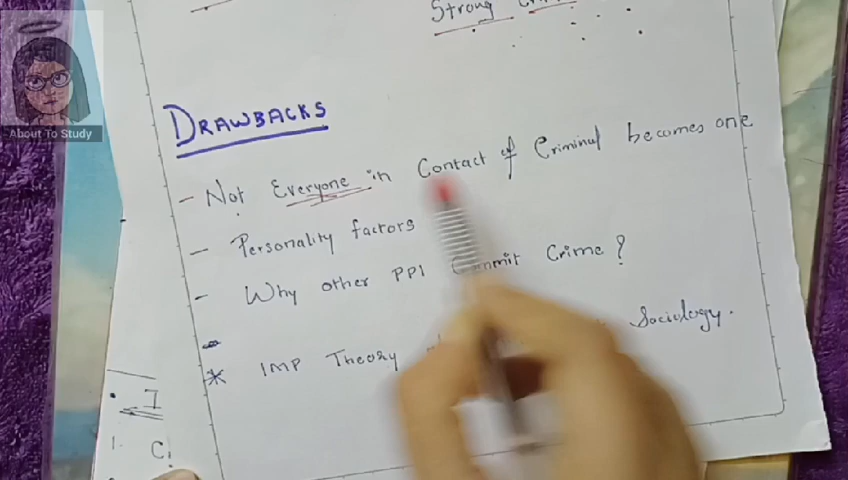 Strong
About To Study
DRAWBACKS
- Not Everyone in Contact of Criminal becomes one
- Personality factors
- Why other PPl Commit Crime?
* IMP Theory Sociology.
1. C